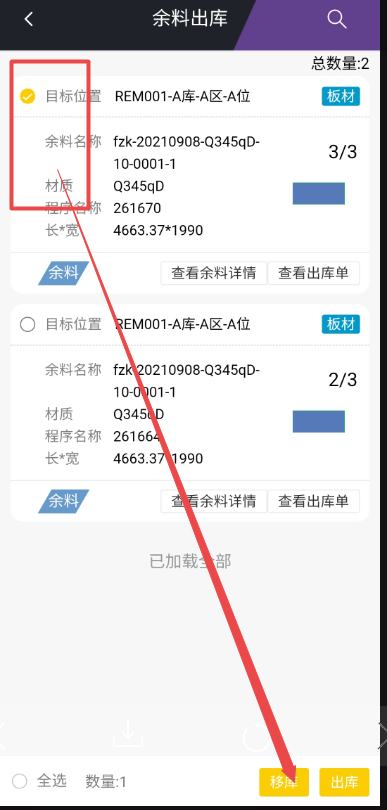 余料出库
总数量:2
目标位置 REM001-A库-A区-A位 板材
余料名称 fzk-20210908-Q345qD-
10-0001-1
3/3
材质 Q345qD
程序名称 261670
长*宽 4663.37*1990
余料 查看余料详情 查看出库单
目标位置 REM001-A库-A区-A位 板材
余料名称 fzk-20210908-Q345qD-
10-0001-1
2/3
材质 Q345qD
程序名称 261664
长*宽 4663.37*1990
余料 查看余料详情 查看出库单
已加载全部
全选 数量:1 移库 出库